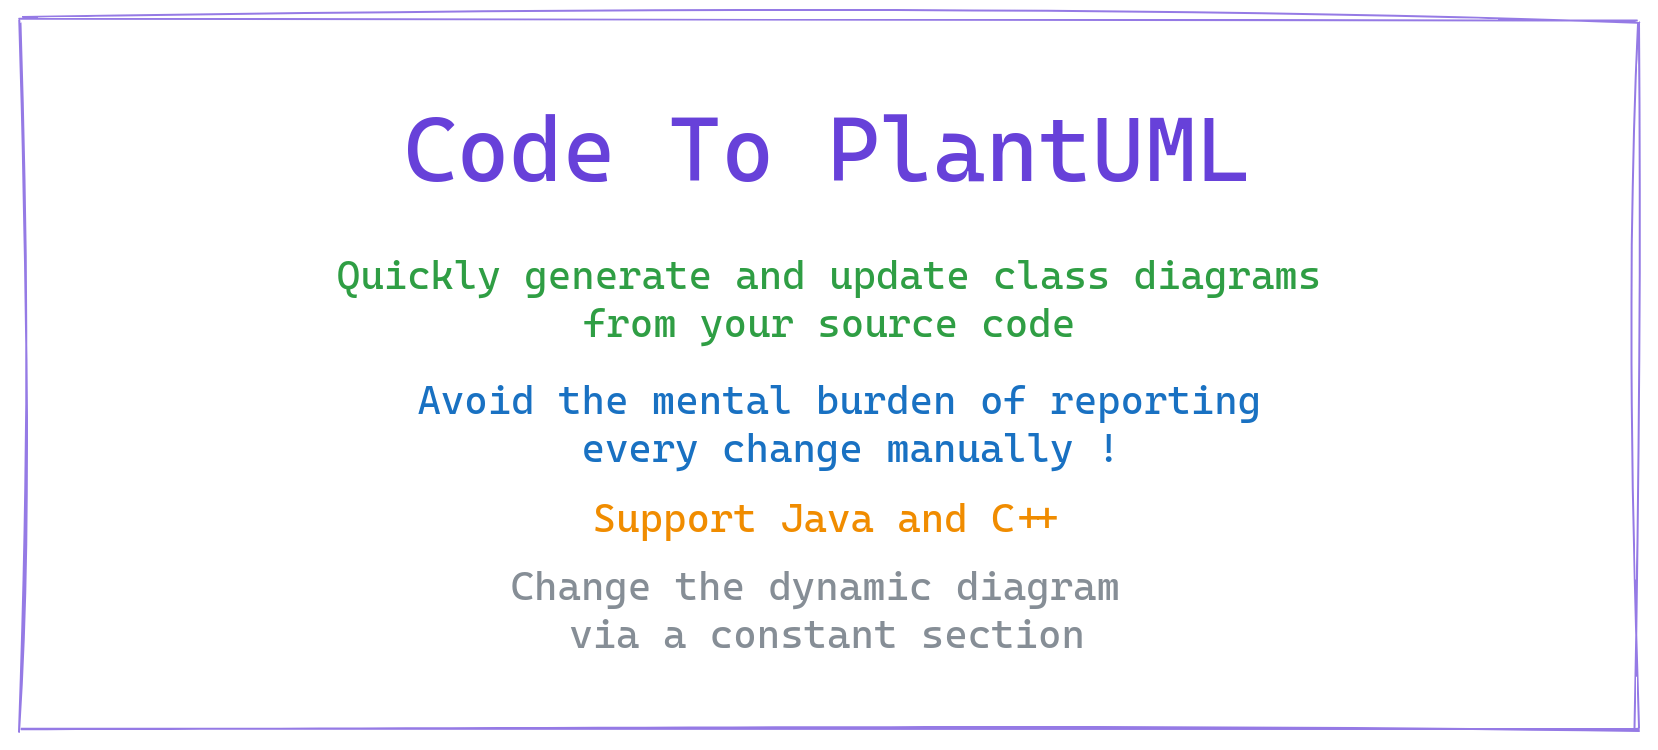 Code To PlantUML
Quickly generate and update class diagrams
from your source code
Avoid the mental burden of reporting
every change manually !
Support Java and C++
Change the dynamic diagram
via a constant section